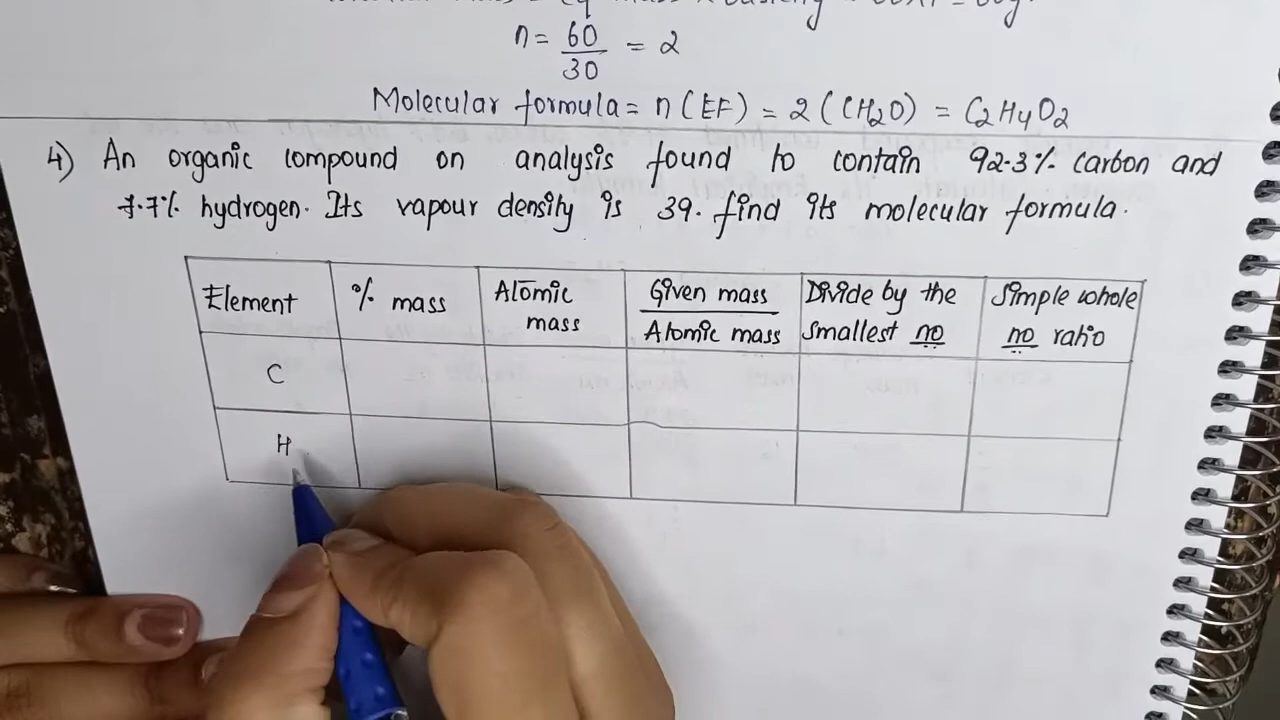 n = 60/30 = 2
Molecular formula = n (EF) = 2 (CH2O) = C2H4O2
4) An organic compound on analysis found to contain 92.3% carbon and
7.7% hydrogen. Its vapour density is 39. find its molecular formula.
Element % mass Atomic mass Given mass/Atomic mass Divide by the smallest no Simple whole no ratio
C
H